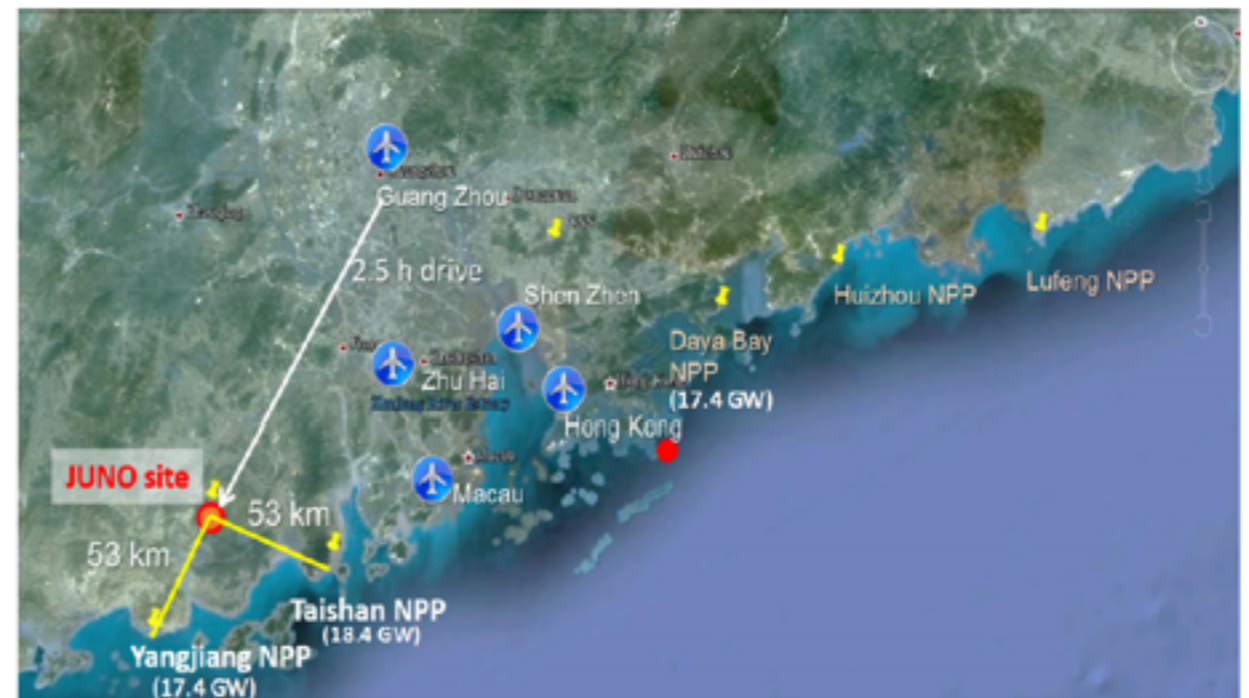 Guang Zhou
2.5 h drive
Shen Zhen
Huizhou NPP
Lufeng NPP
Daya Bay
NPP
(17.4 GW)
Zhu Hai
Hong Kong
JUNO site
Macau
53 km
53 km
Taishan NPP
(18.4 GW)
Yangjiang NPP
(17.4 GW)